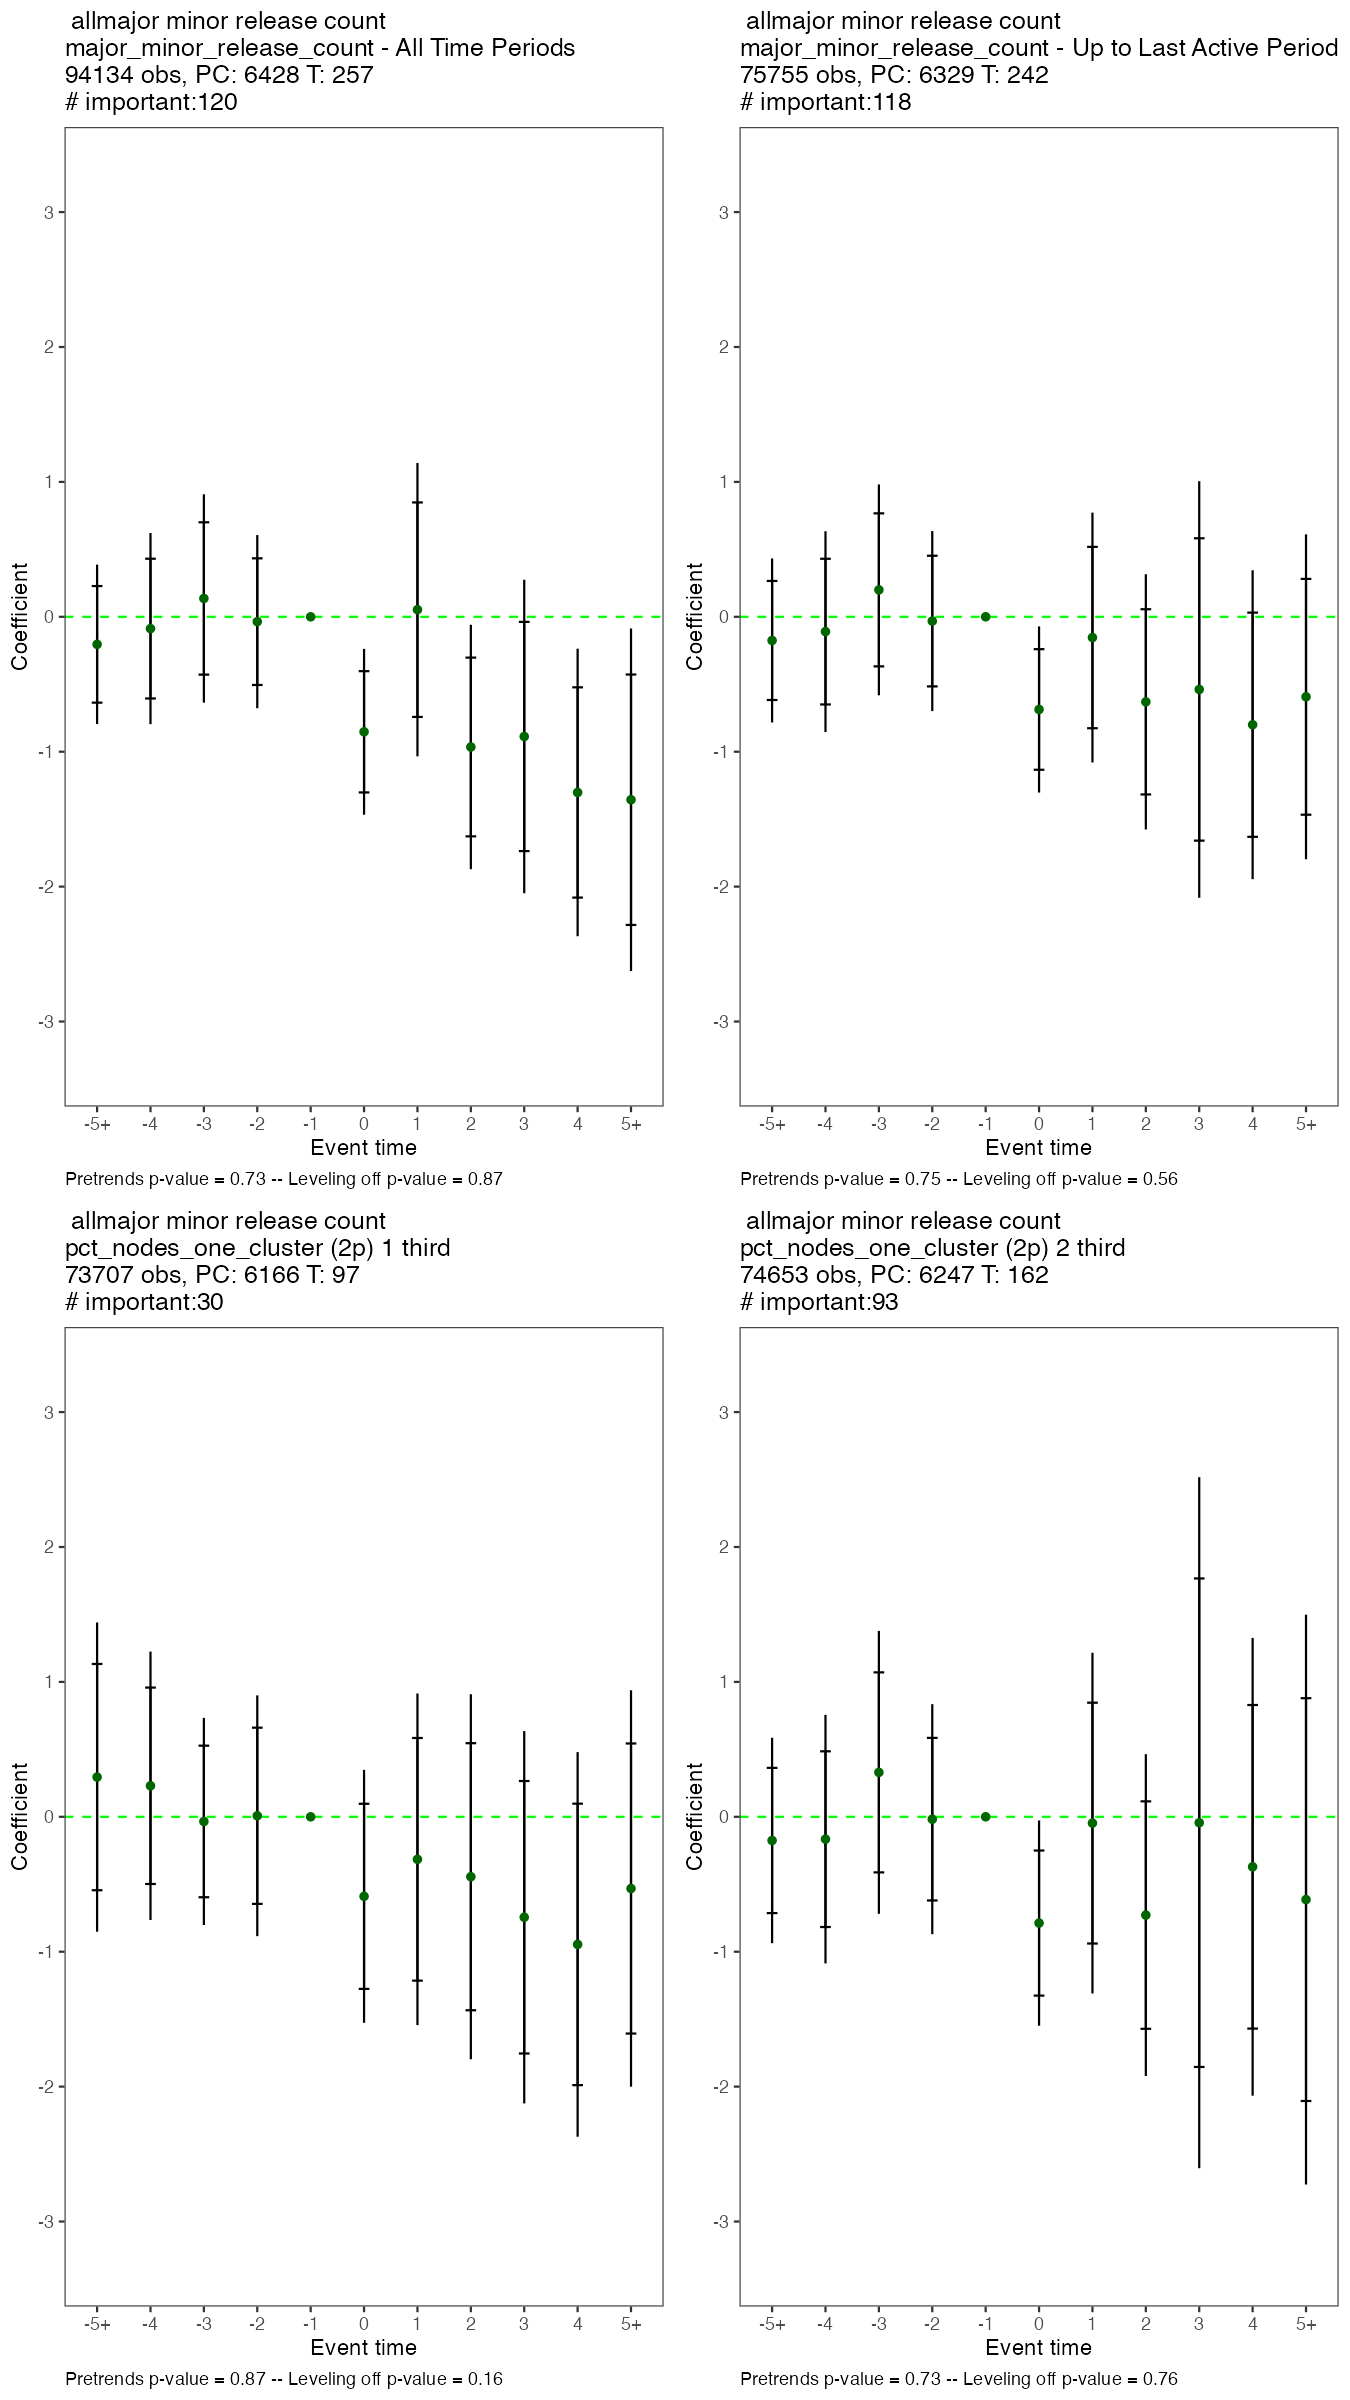 allmajor minor release count
major_minor_release_count - All Time Periods
94134 obs, PC: 6428 T: 257
# important:120
3
2
1
0
-1
-2
-3
Coefficient
-5+ -4 -3 -2 -1 0 1 2 3 4 5+
Event time
Pretrends p-value = 0.73 -- Leveling off p-value = 0.87
allmajor minor release count
major_minor_release_count - Up to Last Active Period
75755 obs, PC: 6329 T: 242
# important:118
3
2
1
0
-1
-2
-3
Coefficient
-5+ -4 -3 -2 -1 0 1 2 3 4 5+
Event time
Pretrends p-value = 0.75 -- Leveling off p-value = 0.56
allmajor minor release count
pct_nodes_one_cluster (2p) 1 third
73707 obs, PC: 6166 T: 97
# important:30
3
2
1
0
-1
-2
-3
Coefficient
-5+ -4 -3 -2 -1 0 1 2 3 4 5+
Event time
Pretrends p-value = 0.87 -- Leveling off p-value = 0.16
allmajor minor release count
pct_nodes_one_cluster (2p) 2 third
74653 obs, PC: 6247 T: 162
# important:93
3
2
1
0
-1
-2
-3
Coefficient
-5+ -4 -3 -2 -1 0 1 2 3 4 5+
Event time
Pretrends p-value = 0.73 -- Leveling off p-value = 0.76